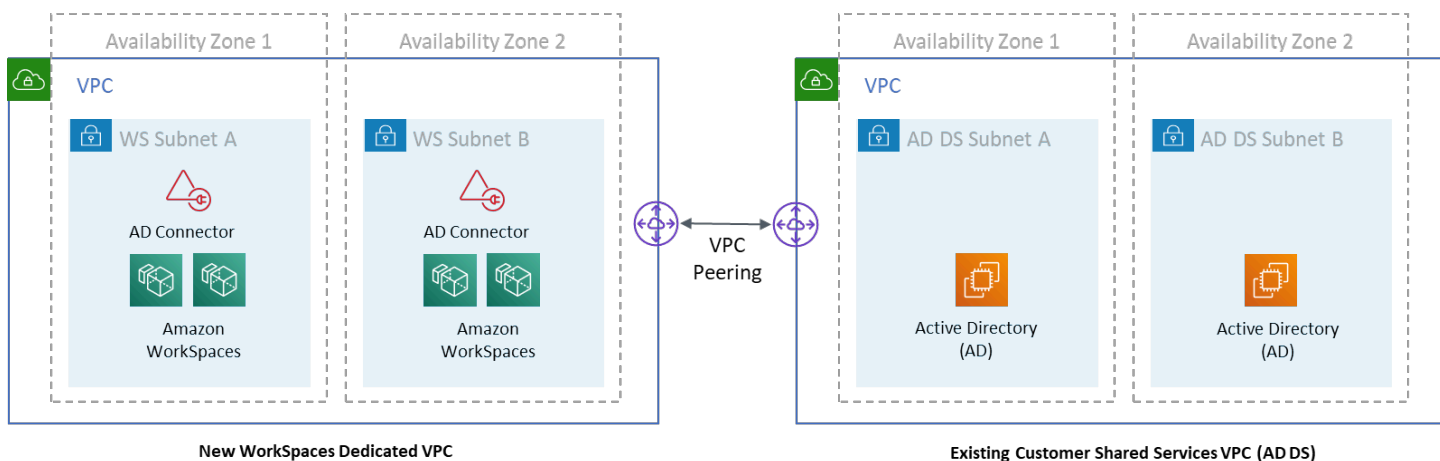 Availability Zone 1
Availability Zone 2
VPC
WS Subnet A
WS Subnet B
AD Connector
AD Connector
Amazon
WorkSpaces
Amazon
WorkSpaces
New WorkSpaces Dedicated VPC
VPC
Peering
Availability Zone 1
Availability Zone 2
VPC
AD DS Subnet A
AD DS Subnet B
Active Directory
(AD)
Active Directory
(AD)
Existing Customer Shared Services VPC (AD DS)